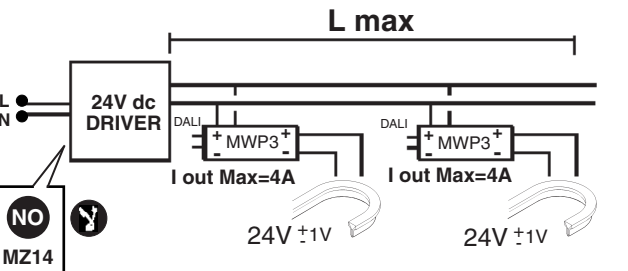 L max
L
N
24V dc
DRIVER
DALI
+ MWP3 +
- -
I out Max=4A
DALI
+ MWP3 +
- -
I out Max=4A
24V ±1V
24V ±1V
NO
MZ14